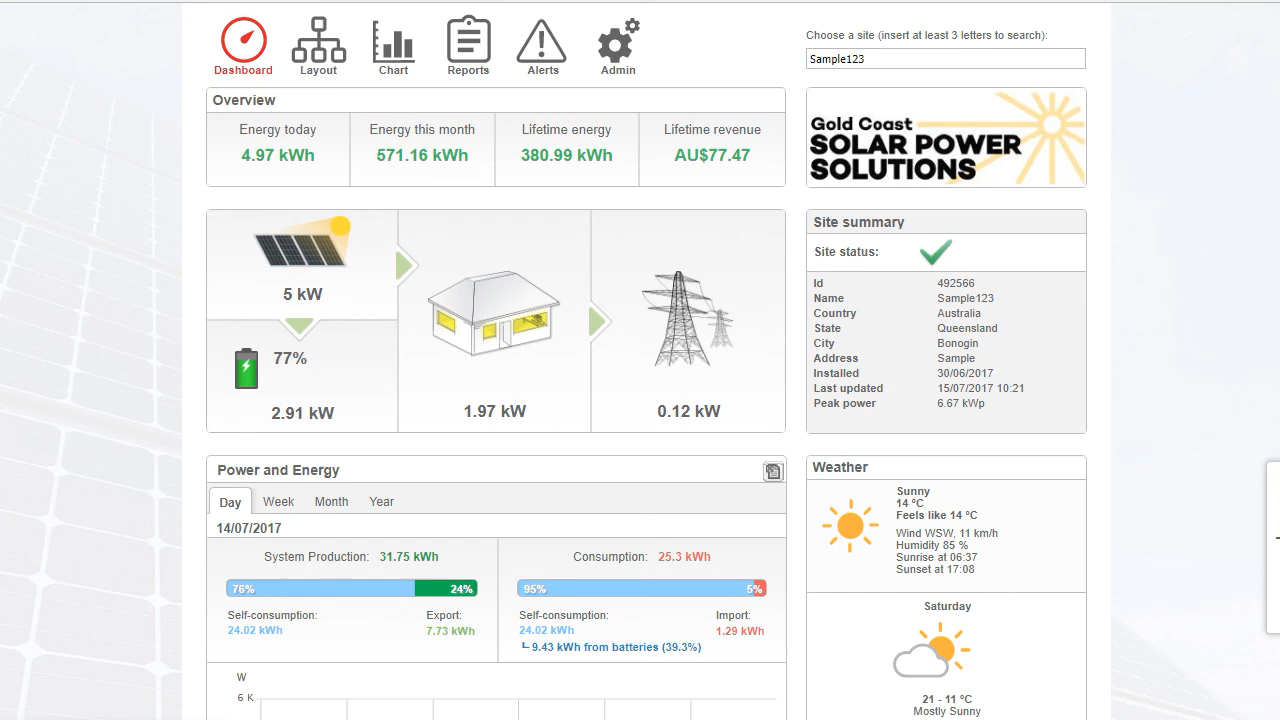 Dashboard
Layout
Chart
Reports
Alerts
Admin
Choose a site (insert at least 3 letters to search):
Sample123
Overview
Energy today
4.97 kWh
Energy this month
571.16 kWh
Lifetime energy
380.99 kWh
Lifetime revenue
AU$77.47
Gold Coast
SOLAR POWER
SOLUTIONS
5 kW
77%
2.91 kW
1.97 kW
0.12 kW
Site summary
Site status:
Id 492566
Name Sample123
Country Australia
State Queensland
City Bonogin
Address Sample
Installed 30/06/2017
Last updated 15/07/2017 10:21
Peak power 6.67 kWp
Power and Energy
Day Week Month Year
14/07/2017
System Production: 31.75 kWh
76% 24%
Self-consumption: Export:
24.02 kWh 7.73 kWh
Consumption: 25.3 kWh
95% 5%
Self-consumption: Import:
24.02 kWh 1.29 kWh
9.43 kWh from batteries (39.3%)
W
6 K
Weather
Sunny
14 ºC
Feels like 14 ºC
Wind WSW, 11 km/h
Humidity 85 %
Sunrise at 06:37
Sunset at 17:08
Saturday
21 - 11 ºC
Mostly Sunny